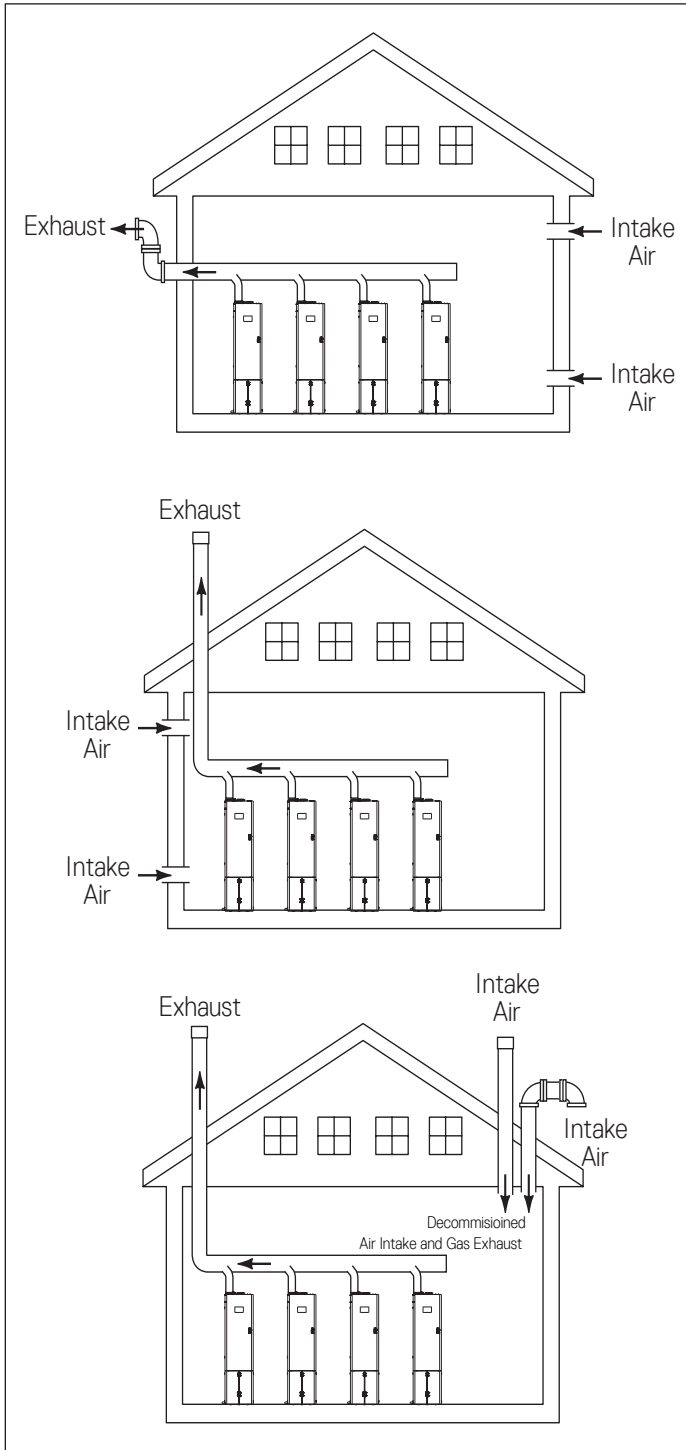 Exhaust
Intake
Air
Intake
Air
Exhaust
Intake
Air
Intake
Air
Exhaust
Intake
Air
Intake
Air
Decommisioined
Air Intake and Gas Exhaust